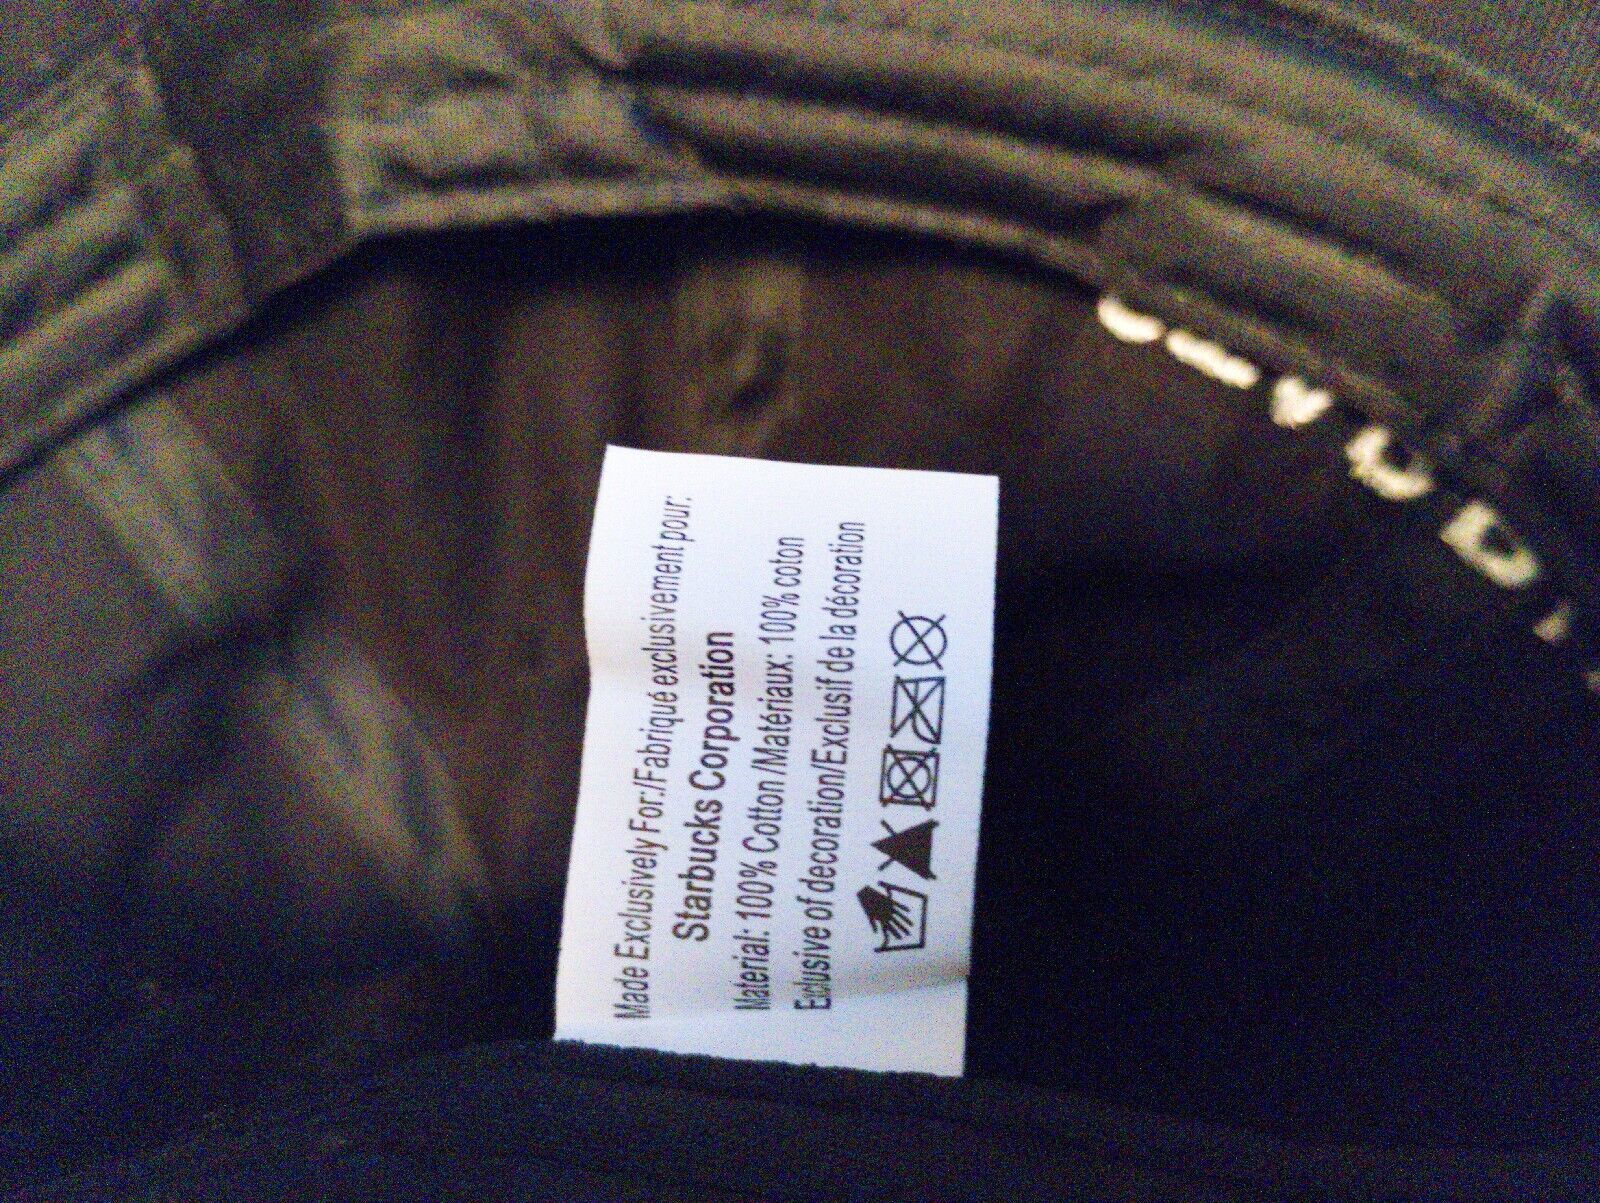 Made Exclusively For:/Fabriqué exclusivement pour:
Starbucks Corporation
Material: 100% Cotton /Matériaux: 100% coton
Exclusive of decoration/Exclusif de la décoration